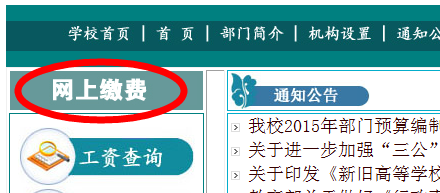 学校首页 | 首 页 | 部门简介 | 机构设置 | 通知公
网上缴费
通知公告
我校2015年部门预算编制
关于进一步加强“三公”
关于印发《新旧高等学校
工资查询